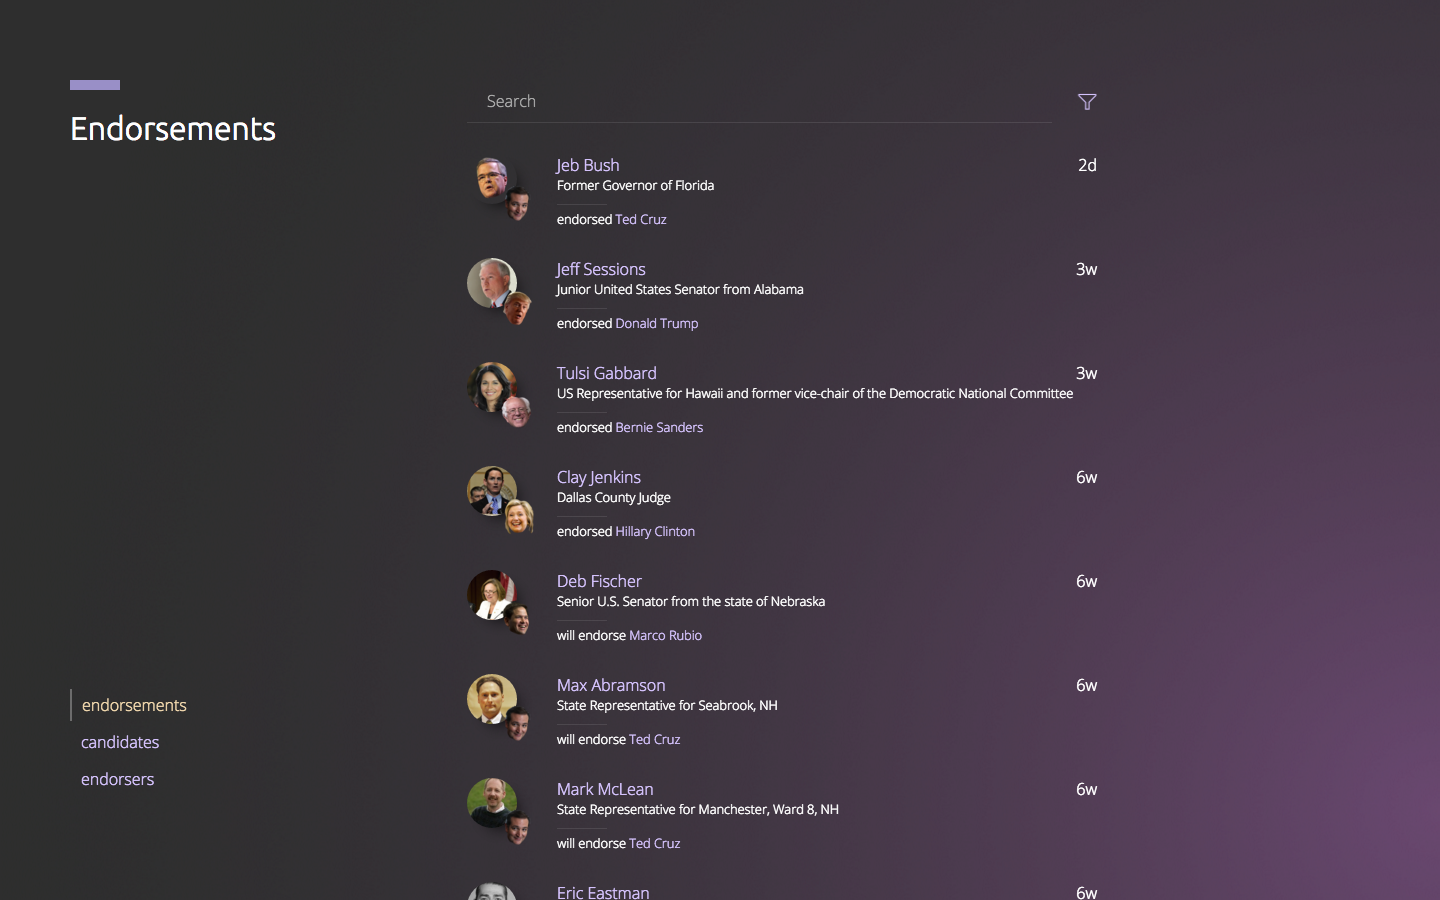 Endorsements
Search
Jeb Bush 2d
Former Governor of Florida
endorsed Ted Cruz
Jeff Sessions 3w
Junior United States Senator from Alabama
endorsed Donald Trump
Tulsi Gabbard 3w
US Representative for Hawaii and former vice-chair of the Democratic National Committee
endorsed Bernie Sanders
Clay Jenkins 6w
Dallas County Judge
endorsed Hillary Clinton
Deb Fischer 6w
Senior U.S. Senator from the state of Nebraska
will endorse Marco Rubio
Max Abramson 6w
State Representative for Seabrook, NH
will endorse Ted Cruz
Mark McLean 6w
State Representative for Manchester, Ward 8, NH
will endorse Ted Cruz
Eric Eastman 6w
endorsements
candidates
endorsers